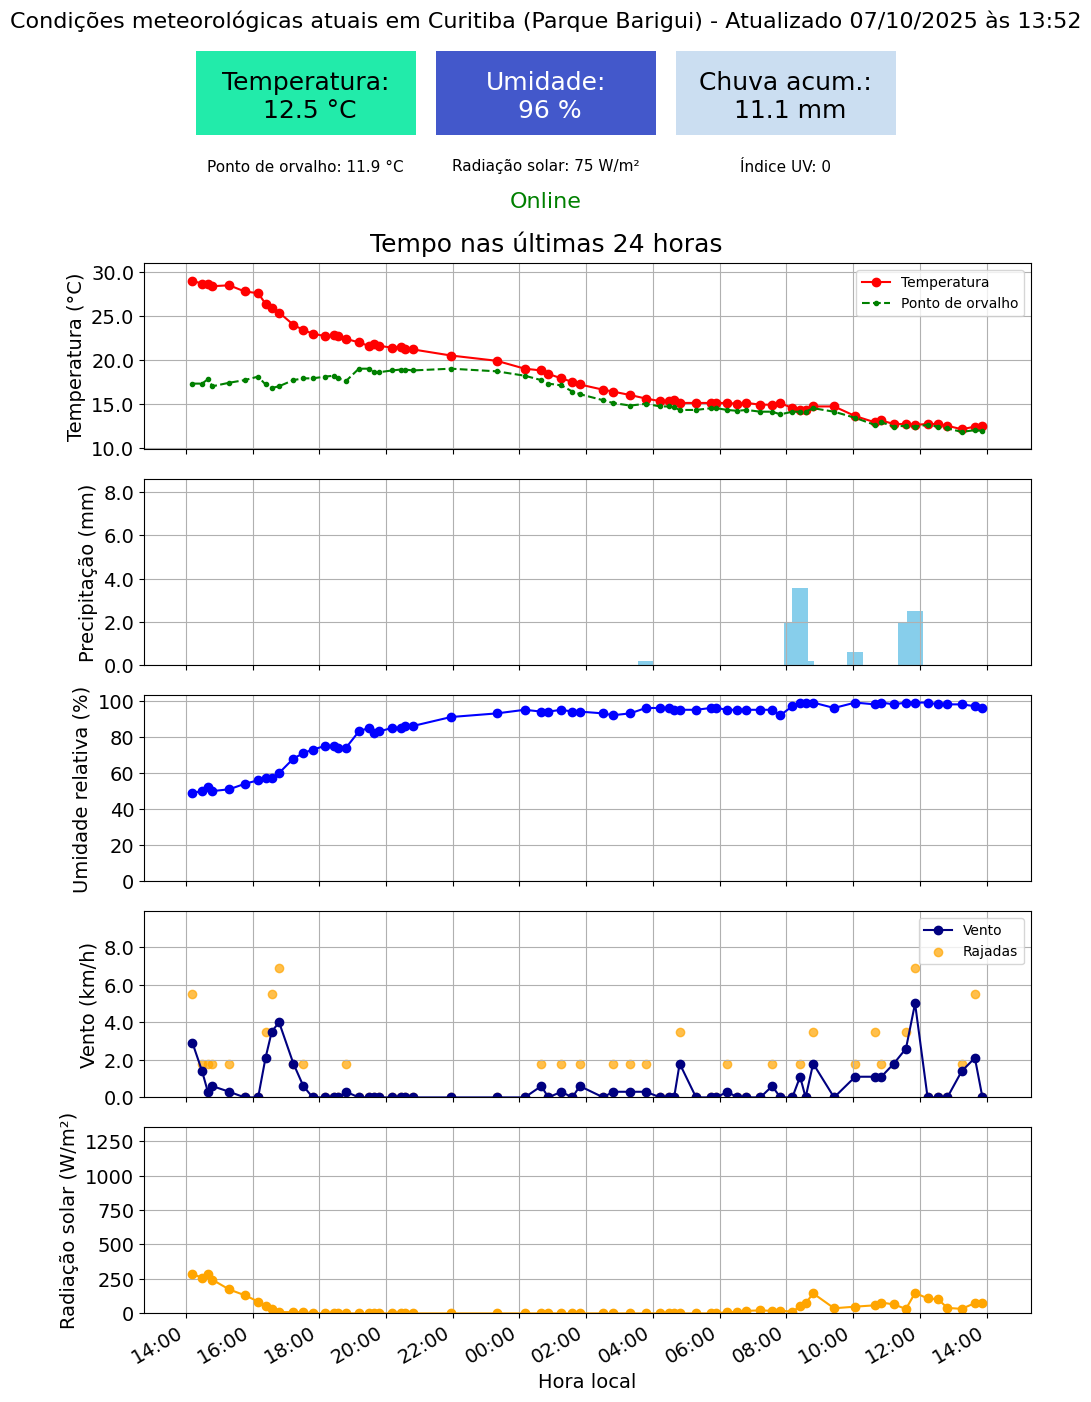 Condições meteorológicas atuais em Curitiba (Parque Barigui) - Atualizado 07/10/2025 às 13:52
Temperatura:
12.5 °C
Umidade:
96 %
Chuva acum.:
11.1 mm
Ponto de orvalho: 11.9 °C
Radiação solar: 75 W/m²
Índice UV: 0
Online
Tempo nas últimas 24 horas
Temperatura (°C)
30.0
25.0
20.0
15.0
10.0
Temperatura
Ponto de orvalho
Precipitação (mm)
8.0
6.0
4.0
2.0
0.0
Umidade relativa (%)
100
80
60
40
20
0
Vento (km/h)
8.0
6.0
4.0
2.0
0.0
Vento
Rajadas
Radiação solar (W/m²)
1250
1000
750
500
250
0
14:00
16:00
18:00
20:00
22:00
00:00
02:00
04:00
06:00
08:00
10:00
12:00
14:00
Hora local